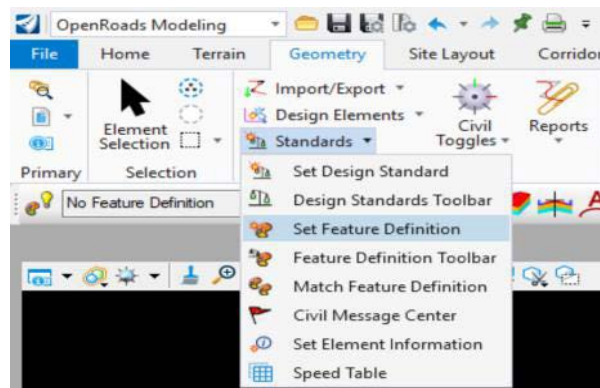 OpenRoads Modeling
File Home Terrain Geometry Site Layout Corrido
Import/Export
Design Elements
Standards
Element
Selection
Civil
Toggles
Reports
Primary Selection
No Feature Definition
Set Design Standard
Design Standards Toolbar
Set Feature Definition
Feature Definition Toolbar
Match Feature Definition
Civil Message Center
Set Element Information
Speed Table